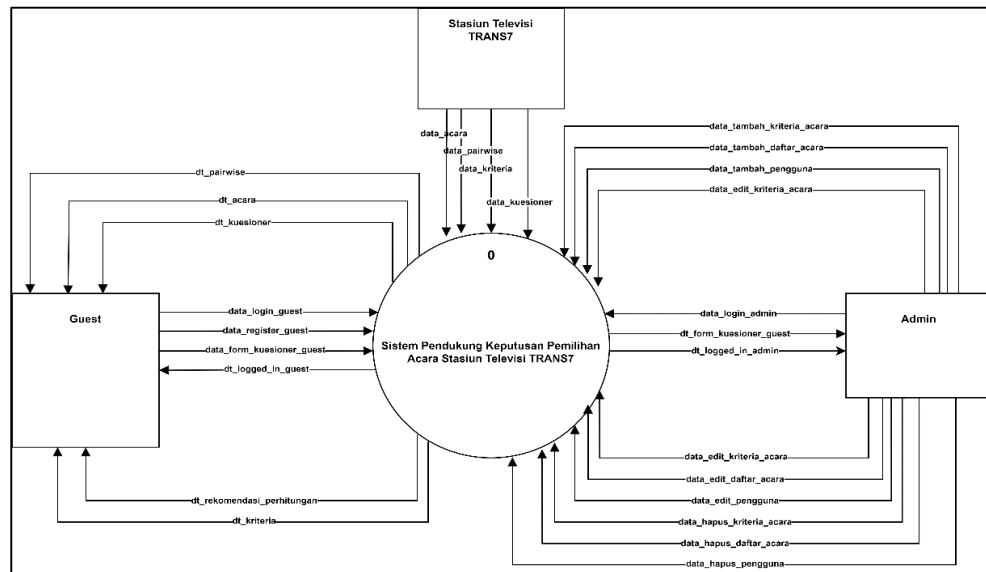 Stasiun Televisi
TRANS7
data_acara
data_pairwise
data_kriteria
data_kuesioner
data_tambah_kriteria_acara
data_tambah_daftar_acara
data_tambah_pengguna
data_edit_kriteria_acara
dt_pairwise
dt_acara
dt_kuesioner
0
Guest
data_login_guest
data_register_guest
data_form_kuesioner_guest
dt_logged_in_guest
Sistem Pendukung Keputusan Pemilihan
Acara Stasiun Televisi TRANS7
data_login_admin
dt_form_kuesioner_guest
dt_logged_in_admin
Admin
dt_rekomendasi_perhitungan
dt_kriteria
data_edit_kriteria_acara
data_edit_daftar_acara
data_edit_pengguna
data_hapus_kriteria_acara
data_hapus_daftar_acara
data_hapus_pengguna